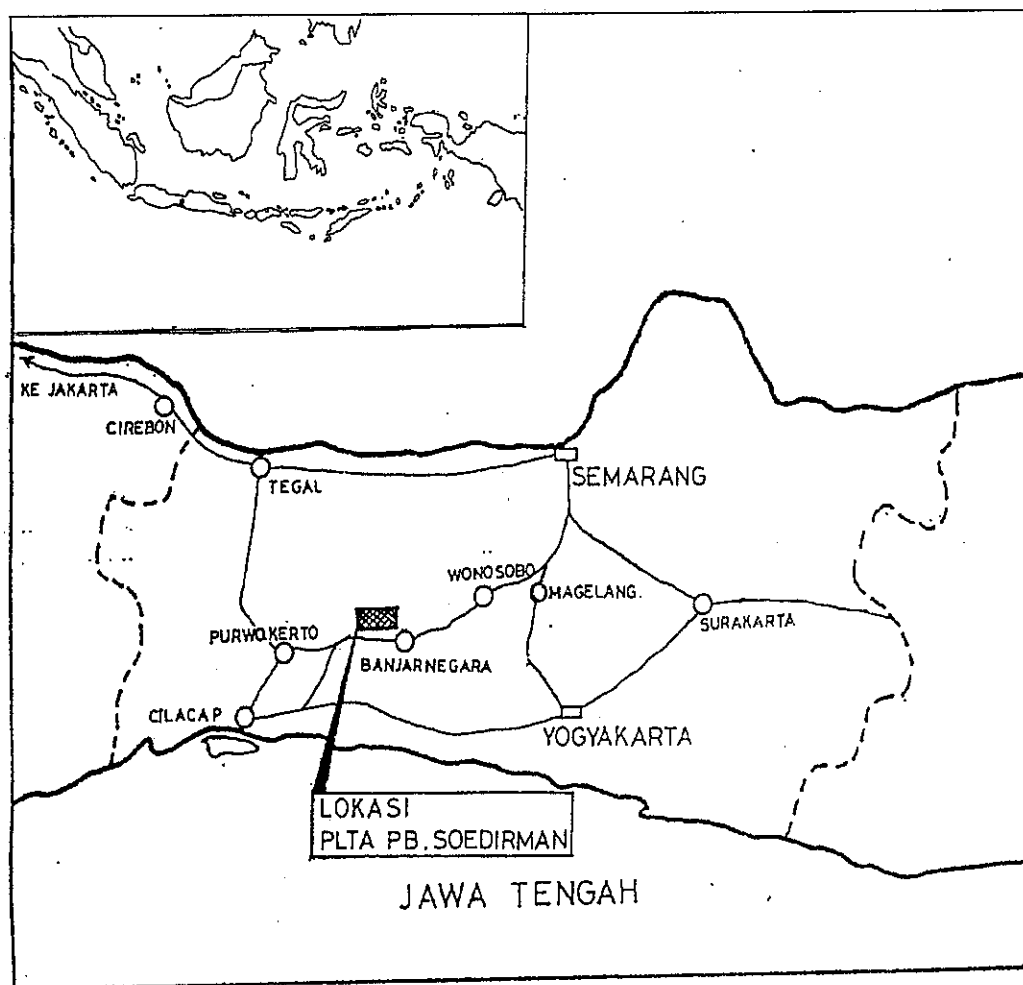 KE JAKARTA
CIREBON
TEGAL
SEMARANG
WONOSOBO
MAGELANG.
SURAKARTA
PURWOKERTO
BANJARNEGARA
CILACAP
YOGYAKARTA
LOKASI
PLTA PB. SOEDIRMAN
JAWA TENGAH